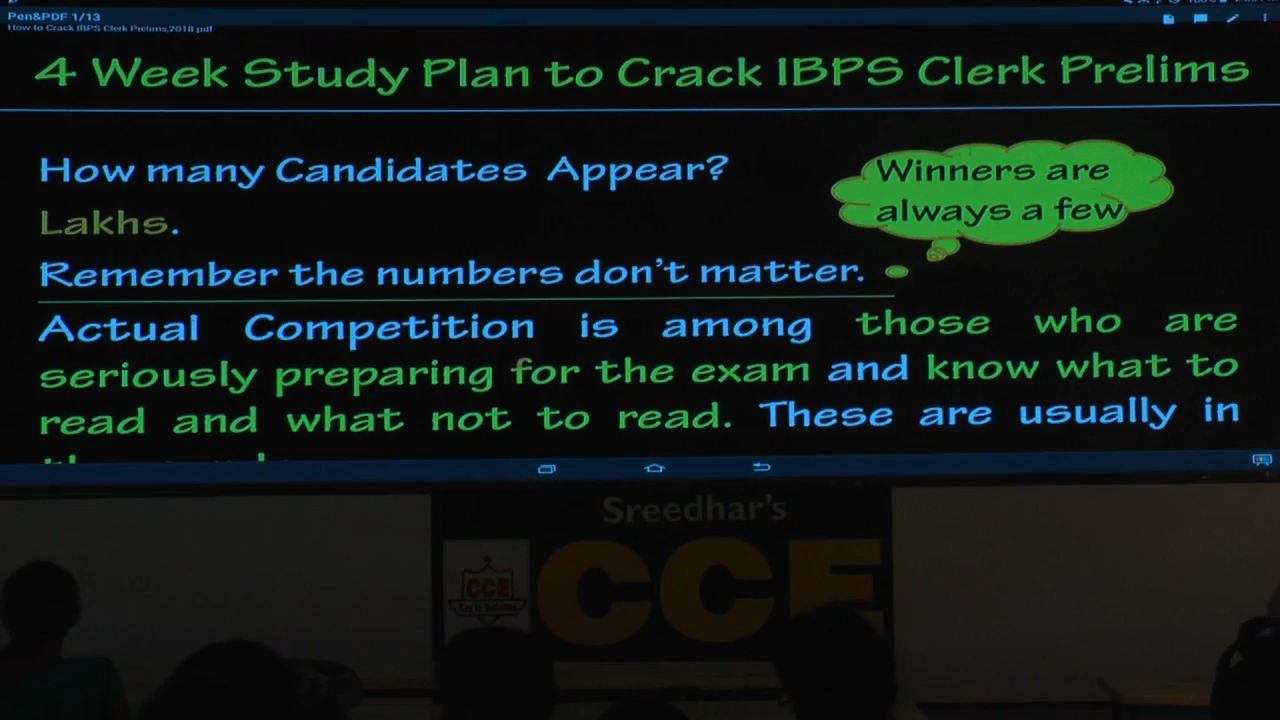 Pen&PDF 1/13
How to Crack IBPS Clerk Prelims,2018.pdf
4 Week Study Plan to Crack IBPS Clerk Prelims
How many Candidates Appear?
Winners are
always a few
Lakhs.
Remember the numbers don't matter.
Actual Competition is among those who are
seriously preparing for the exam and know what to
read and what not to read. These are usually in
Sreedhar's
CCE
CCE